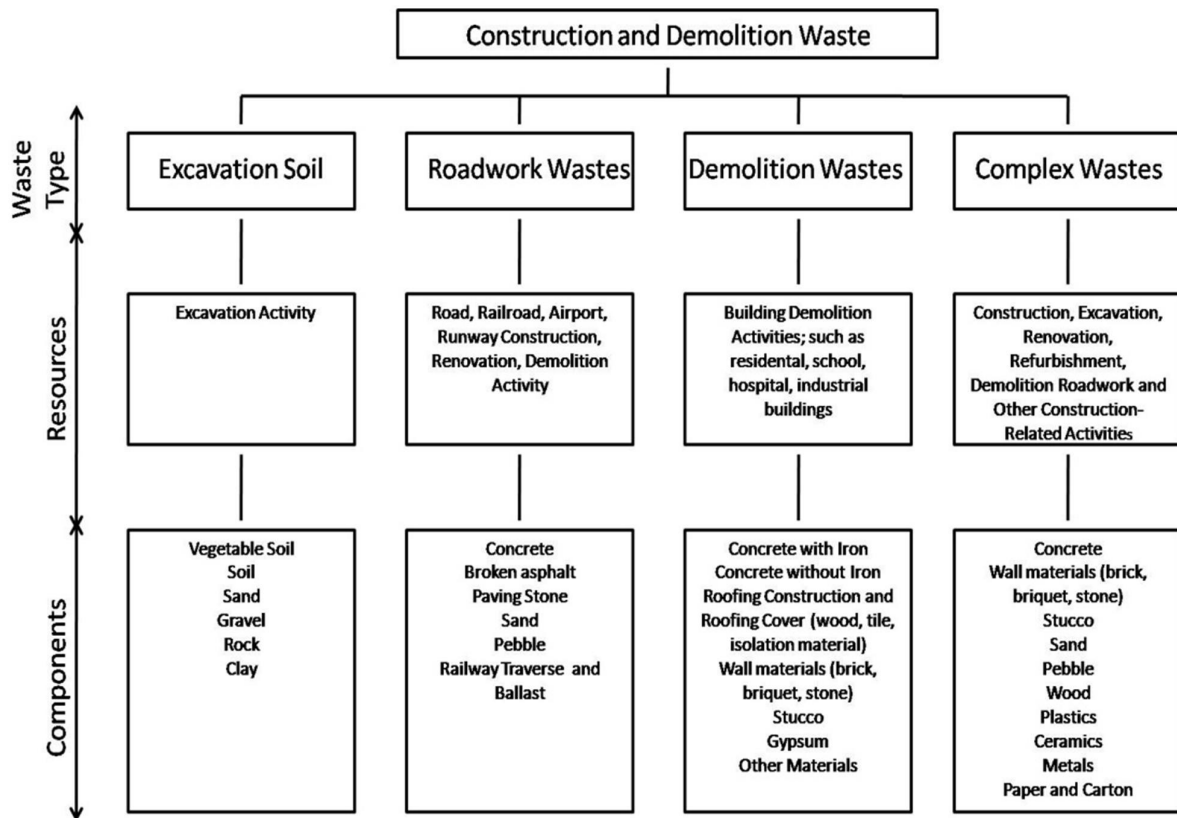 Construction and Demolition Waste
Waste
Type
Excavation Soil
Roadwork Wastes
Demolition Wastes
Complex Wastes
Resources
Excavation Activity
Road, Railroad, Airport,
Runway Construction,
Renovation, Demolition
Activity
Building Demolition
Activities; such as
residental, school,
hospital, industrial
buildings
Construction, Excavation,
Renovation,
Refurbishment,
Demolition Roadwork and
Other Construction-
Related Activities
Components
Vegetable Soil
Soil
Sand
Gravel
Rock
Clay
Concrete
Broken asphalt
Paving Stone
Sand
Pebble
Railway Traverse and
Ballast
Concrete with Iron
Concrete without Iron
Roofing Construction and
Roofing Cover (wood, tile,
isolation material)
Wall materials (brick,
briquet, stone)
Stucco
Gypsum
Other Materials
Concrete
Wall materials (brick,
briquet, stone)
Stucco
Sand
Pebble
Wood
Plastics
Ceramics
Metals
Paper and Carton